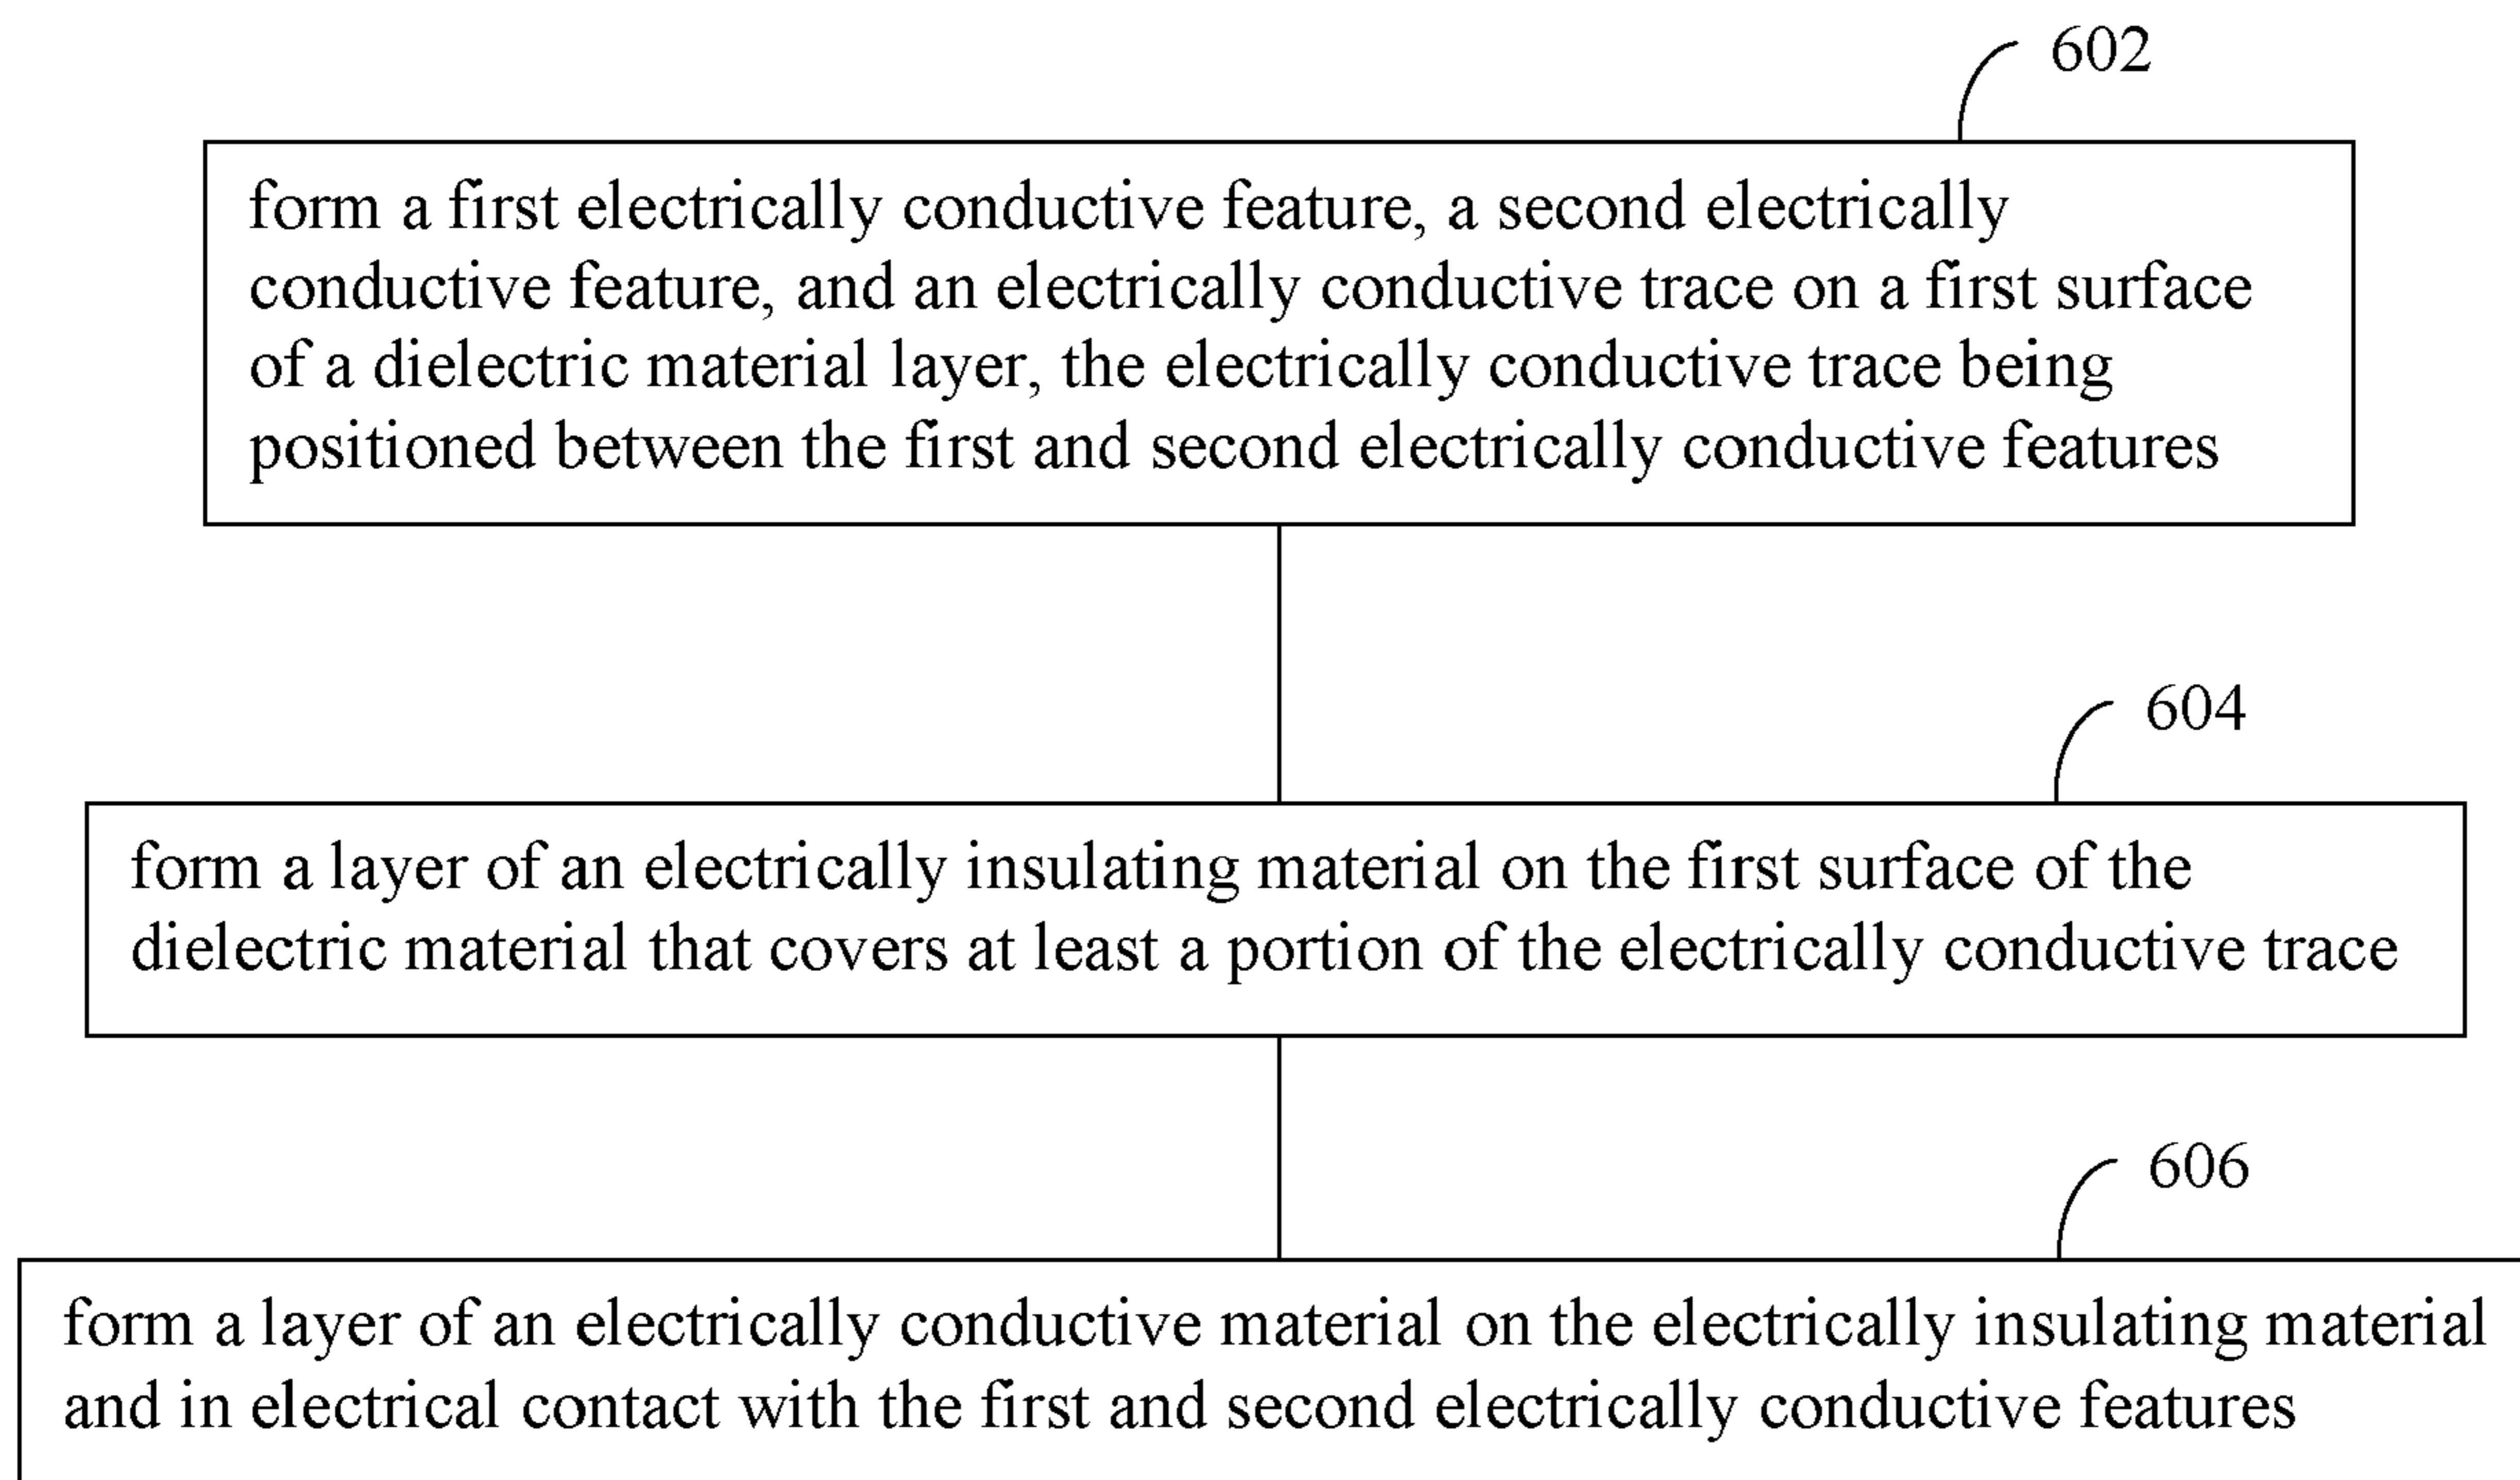 602
form a first electrically conductive feature, a second electrically
conductive feature, and an electrically conductive trace on a first surface
of a dielectric material layer, the electrically conductive trace being
positioned between the first and second electrically conductive features
604
form a layer of an electrically insulating material on the first surface of the
dielectric material that covers at least a portion of the electrically conductive trace
606
form a layer of an electrically conductive material on the electrically insulating material
and in electrical contact with the first and second electrically conductive features